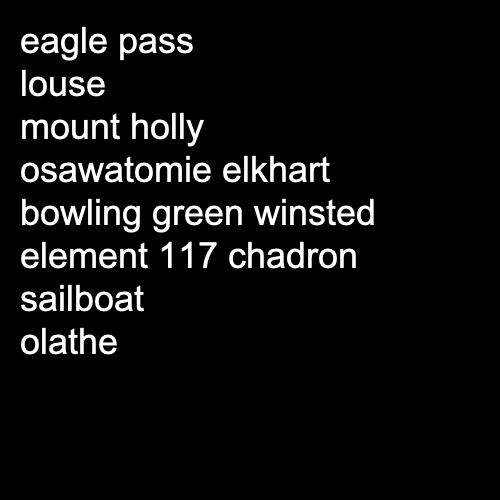 eagle pass
louse
mount holly
osawatomie elkhart
bowling green winsted
element 117 chadron
sailboat
olathe